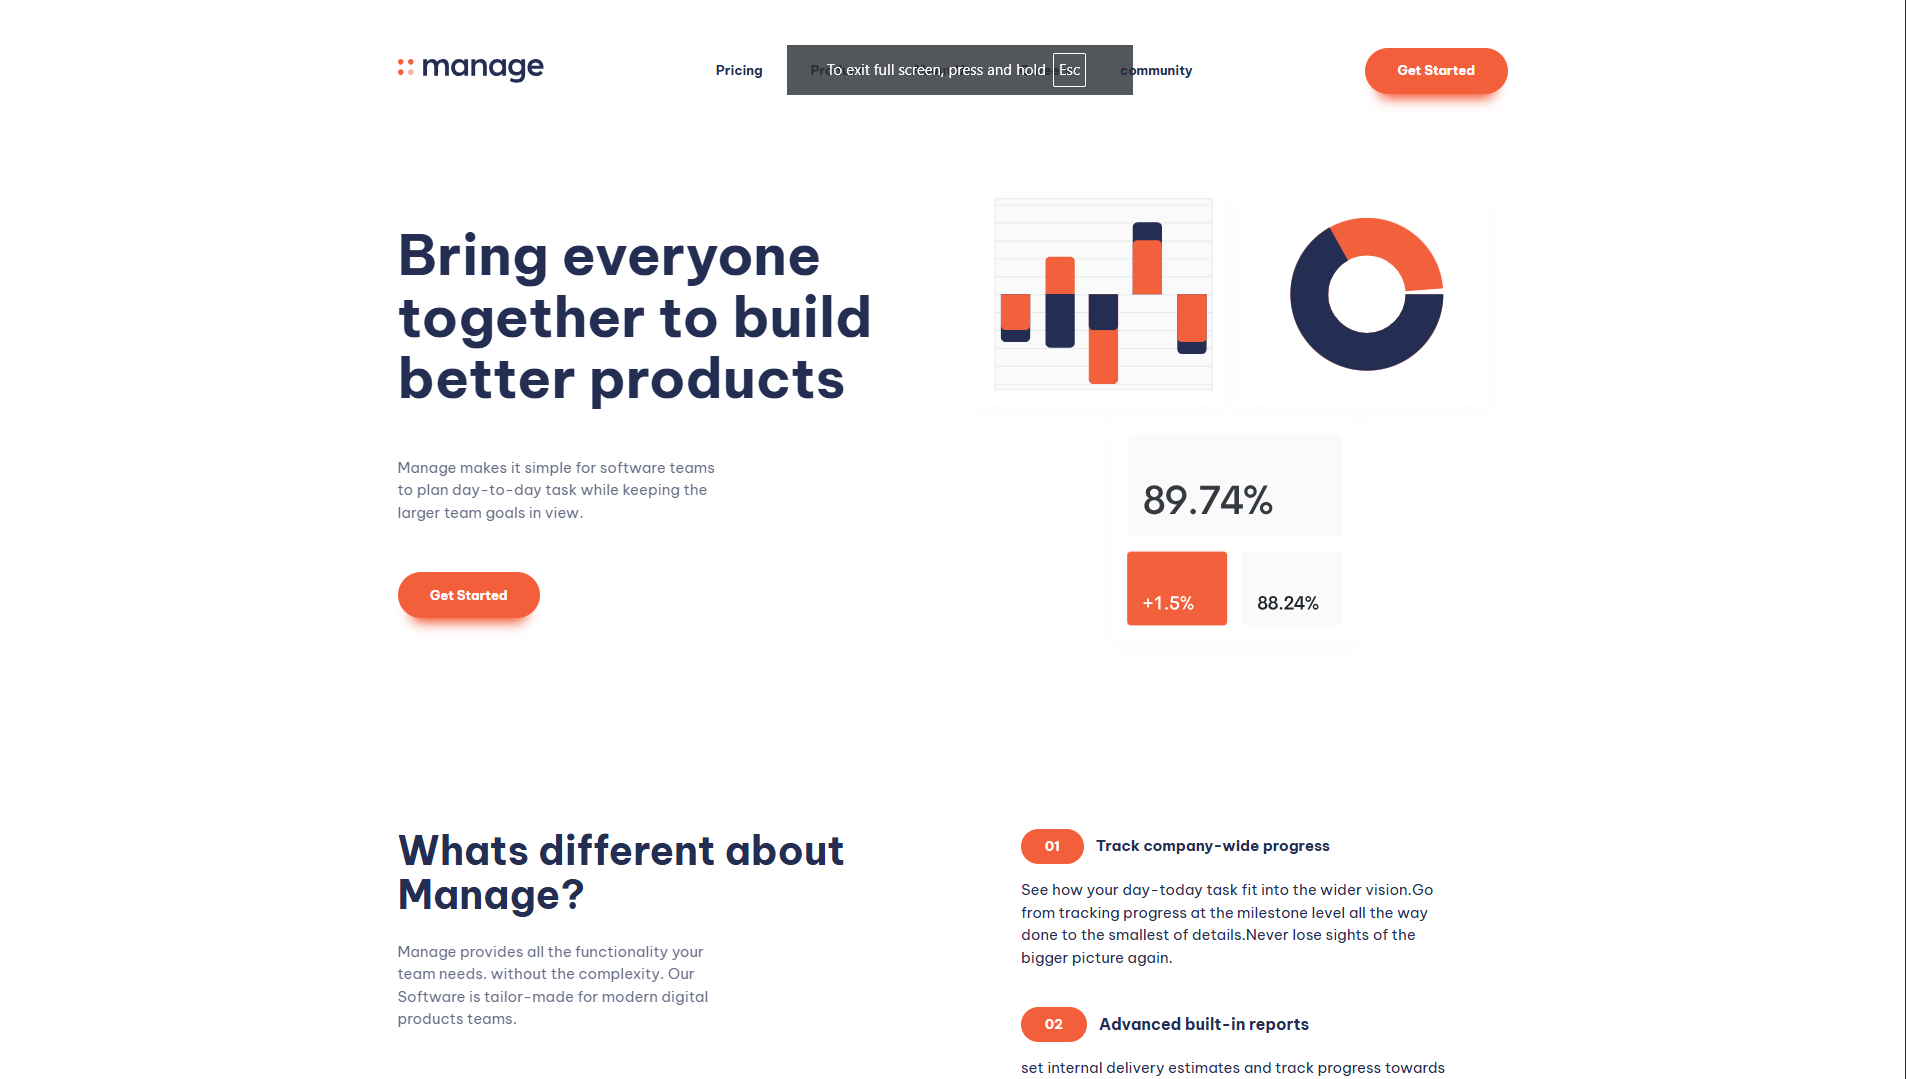 manage
Pricing
To exit full screen, press and hold Esc
community
Get Started
Bring everyone
together to build
better products
Manage makes it simple for software teams
to plan day-to-day task while keeping the
larger team goals in view.
Get Started
89.74%
+1.5%
88.24%
Whats different about
Manage?
Manage provides all the functionality your
team needs. without the complexity. Our
Software is tailor-made for modern digital
products teams.
01 Track company-wide progress
See how your day-today task fit into the wider vision.Go
from tracking progress at the milestone level all the way
done to the smallest of details.Never lose sights of the
bigger picture again.
02 Advanced built-in reports
set internal delivery estimates and track progress towards